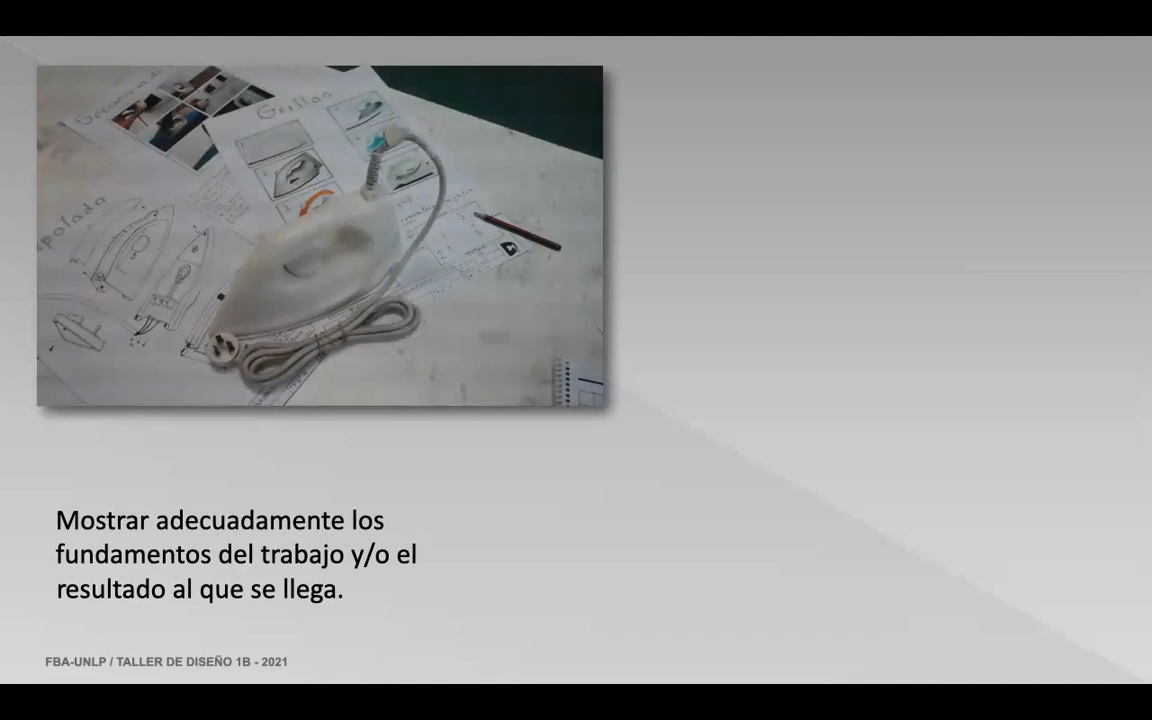 Grillas
Mostrar adecuadamente los
fundamentos del trabajo y/o el
resultado al que se llega.
FBA-UNLP / TALLER DE DISEÑO 1B - 2021